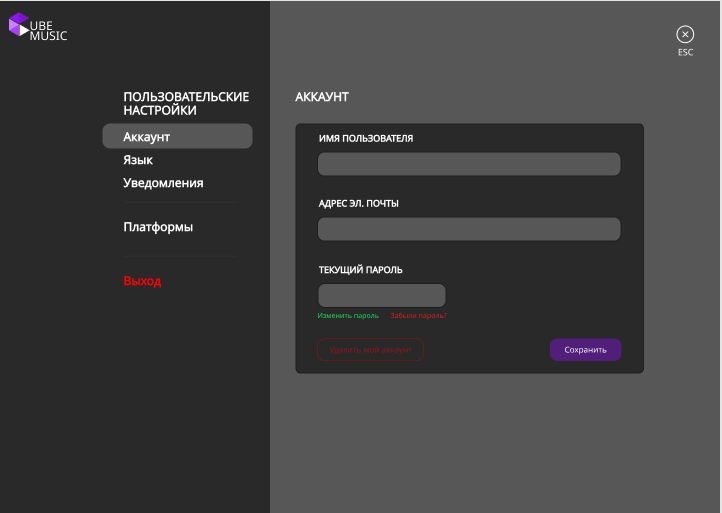 UBE
MUSIC
ESC
ПОЛЬЗОВАТЕЛЬСКИЕ
НАСТРОЙКИ
Аккаунт
Язык
Уведомления
Платформы
Выход
АККАУНТ
ИМЯ ПОЛЬЗОВАТЕЛЯ
АДРЕС ЭЛ. ПОЧТЫ
ТЕКУЩИЙ ПАРОЛЬ
Изменить пароль Забыли пароль?
Удалить мой аккаунт Сохранить